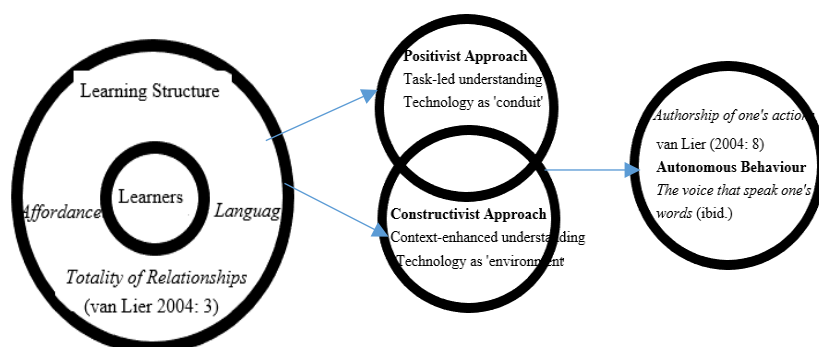 Learning Structure
Learners
Affordance
Languag
Totality of Relationships
(van Lier 2004: 3)
Positivist Approach
Task-led understanding
Technology as 'conduit'
Constructivist Approach
Context-enhanced understanding
Technology as 'environment'
Authorship of one's actions
van Lier (2004: 8)
Autonomous Behaviour
The voice that speak one's
words (ibid.)